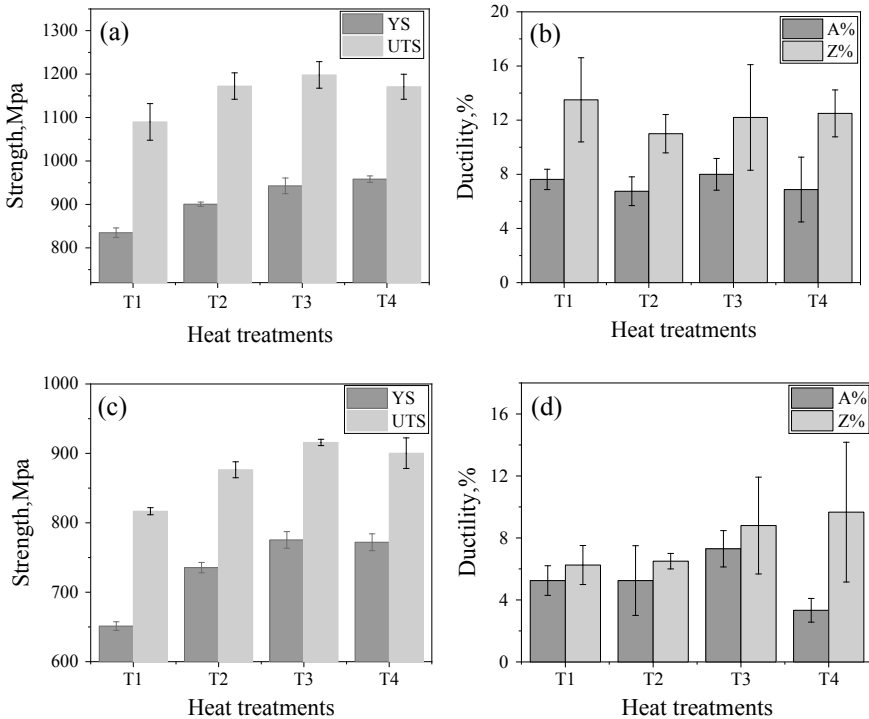 (a)
YS
UTS
Strength,Mpa
1300
1200
1100
1000
900
800
T1 T2 T3 T4
Heat treatments
(b)
A%
Z%
Ductility,%
20
16
12
8
4
0
T1 T2 T3 T4
Heat treatments
(c)
YS
UTS
Strength,Mpa
1000
900
800
700
600
T1 T2 T3 T4
Heat treatments
(d)
A%
Z%
Ductility,%
16
12
8
4
0
T1 T2 T3 T4
Heat treatments